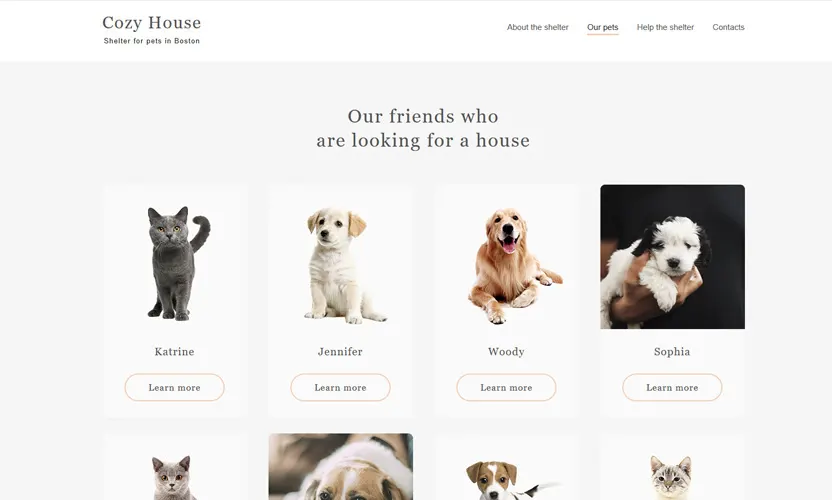 Cozy House
Shelter for pets in Boston
About the shelter
Our pets
Help the shelter
Contacts
Our friends who
are looking for a house
Katrine
Jennifer
Woody
Sophia
Learn more
Learn more
Learn more
Learn more